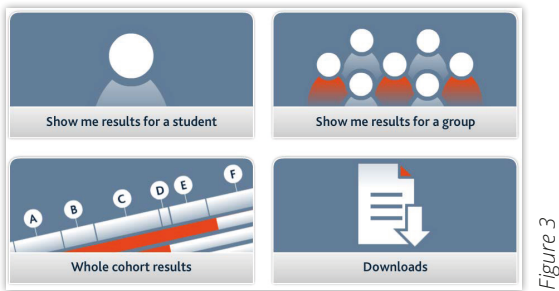 Show me results for a student
Show me results for a group
A
B
C
D
E
F
Whole cohort results
Downloads
Figure 3